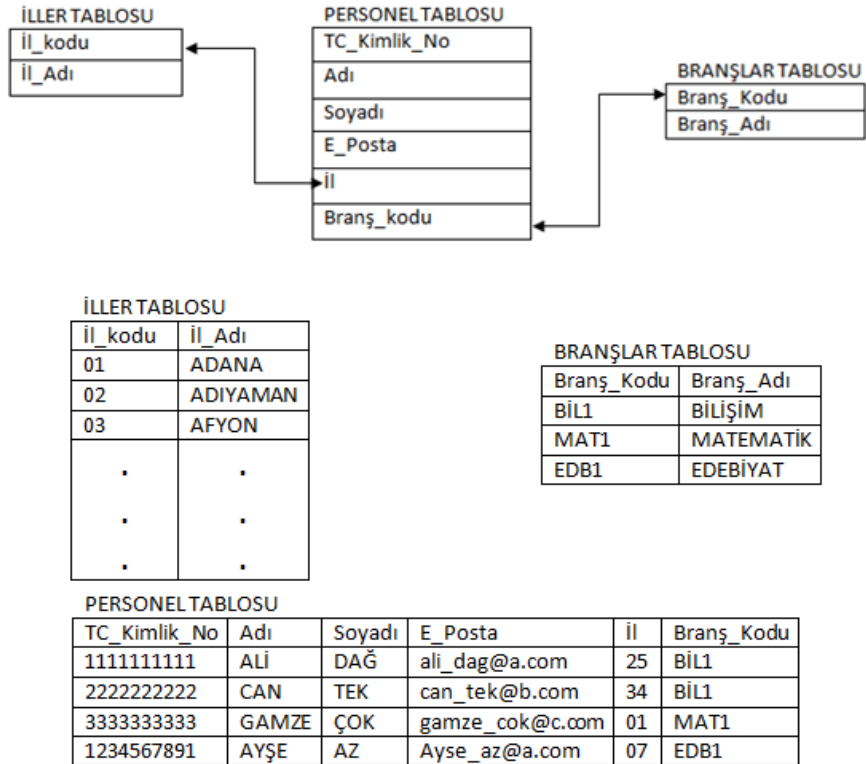 İLLER TABLOSU
İl_kodu
İl_Adı
PERSONEL TABLOSU
TC_Kimlik_No
Adı
Soyadı
E_Posta
İl
Branş_kodu
BRANŞLAR TABLOSU
Branş_Kodu
Branş_Adı
İLLER TABLOSU
İl_kodu İl_Adı
01 ADANA
02 ADIYAMAN
03 AFYON
. .
. .
. .
BRANŞLAR TABLOSU
Branş_Kodu Branş_Adı
BİL1 BİLİŞİM
MAT1 MATEMATİK
EDB1 EDEBİYAT
PERSONEL TABLOSU
TC_Kimlik_No Adı Soyadı E_Posta İl Branş_Kodu
1111111111 ALİ DAĞ ali_dag@a.com 25 BİL1
2222222222 CAN TEK can_tek@b.com 34 BİL1
3333333333 GAMZE ÇOK gamze_cok@c.com 01 MAT1
1234567891 AYŞE AZ Ayse_az@a.com 07 EDB1